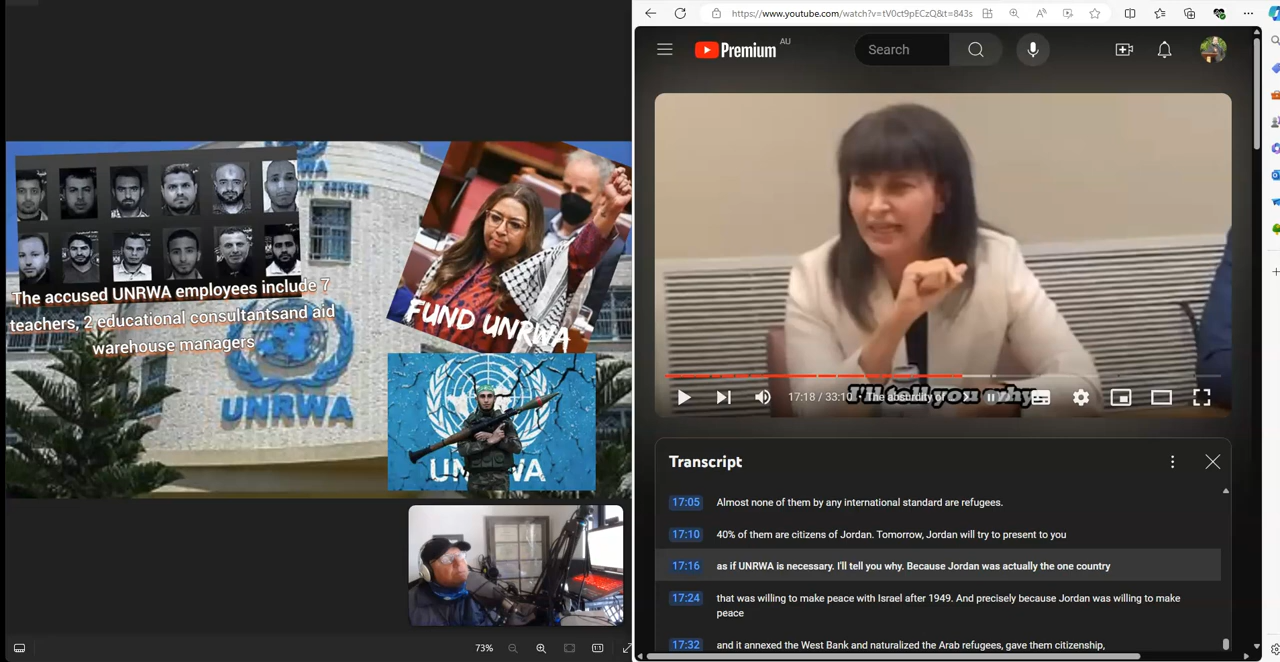 https://www.youtube.com/watch?v=tV0ct9pECzQ&t=843s
Premium AU
Search
The accused UNRWA employees include 7
teachers, 2 educational consultantsand aid
warehouse managers
UNRWA
FUND UNRWA
I'll tell you why
17:18 / 33:10 • The absurdity of
Transcript
17:05 Almost none of them by any international standard are refugees.
17:10 40% of them are citizens of Jordan. Tomorrow, Jordan will try to present to you
17:16 as if UNRWA is necessary. I'll tell you why. Because Jordan was actually the one country
17:24 that was willing to make peace with Israel after 1949. And precisely because Jordan was willing to make
peace
17:32 and it annexed the West Bank and naturalized the Arab refugees, gave them citizenship,
73%